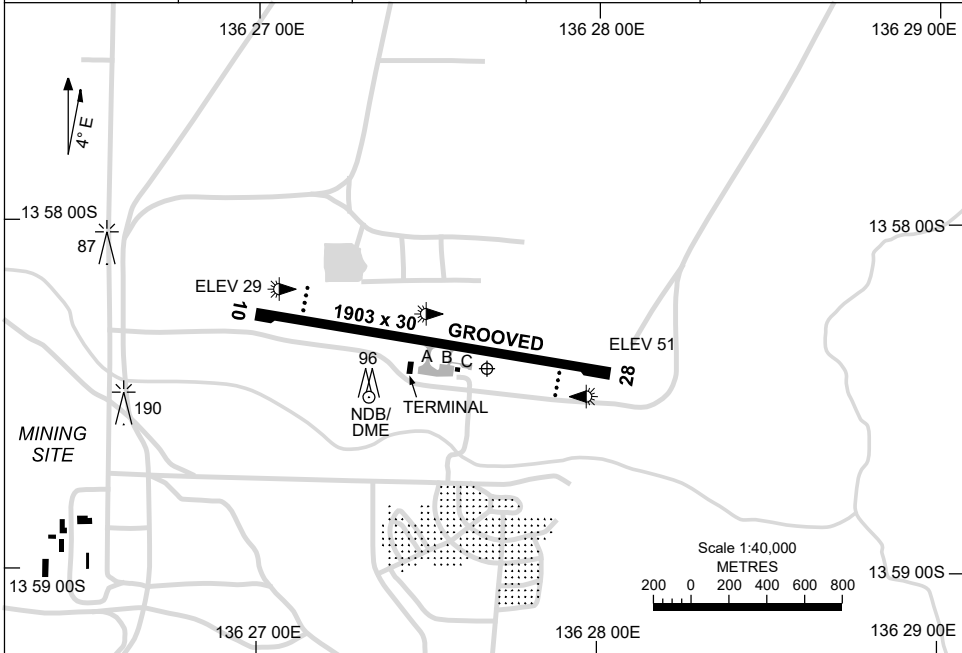 136 27 00E
136 28 00E
136 29 00E
4° E
13 58 00S
13 58 00S
87
ELEV 29
10
1903 x 30
GROOVED
ELEV 51
28
96
A B C
TERMINAL
NDB/
DME
190
MINING
SITE
Scale 1:40,000
METRES
200 0 200 400 600 800
13 59 00S
13 59 00S
136 27 00E
136 28 00E
136 29 00E